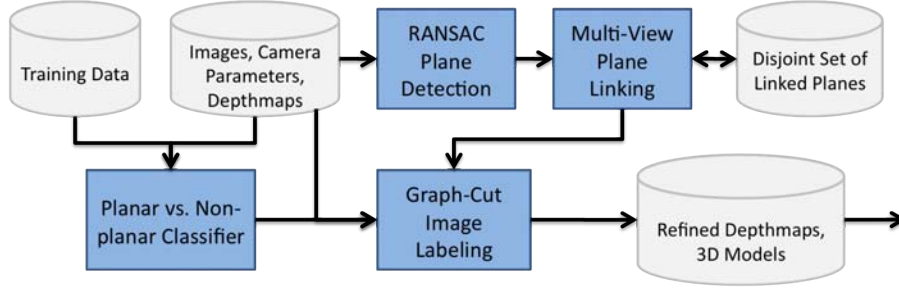 Training Data
Images, Camera
Parameters,
Depthmaps
RANSAC
Plane
Detection
Multi-View
Plane
Linking
Disjoint Set of
Linked Planes
Planar vs. Non-
planar Classifier
Graph-Cut
Image
Labeling
Refined Depthmaps,
3D Models